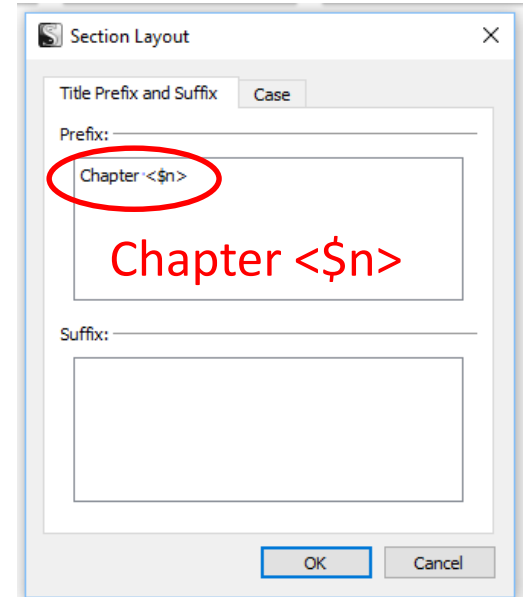 Section Layout
Title Prefix and Suffix Case
Prefix:
Chapter <$n>
Chapter <$n>
Suffix:
OK Cancel